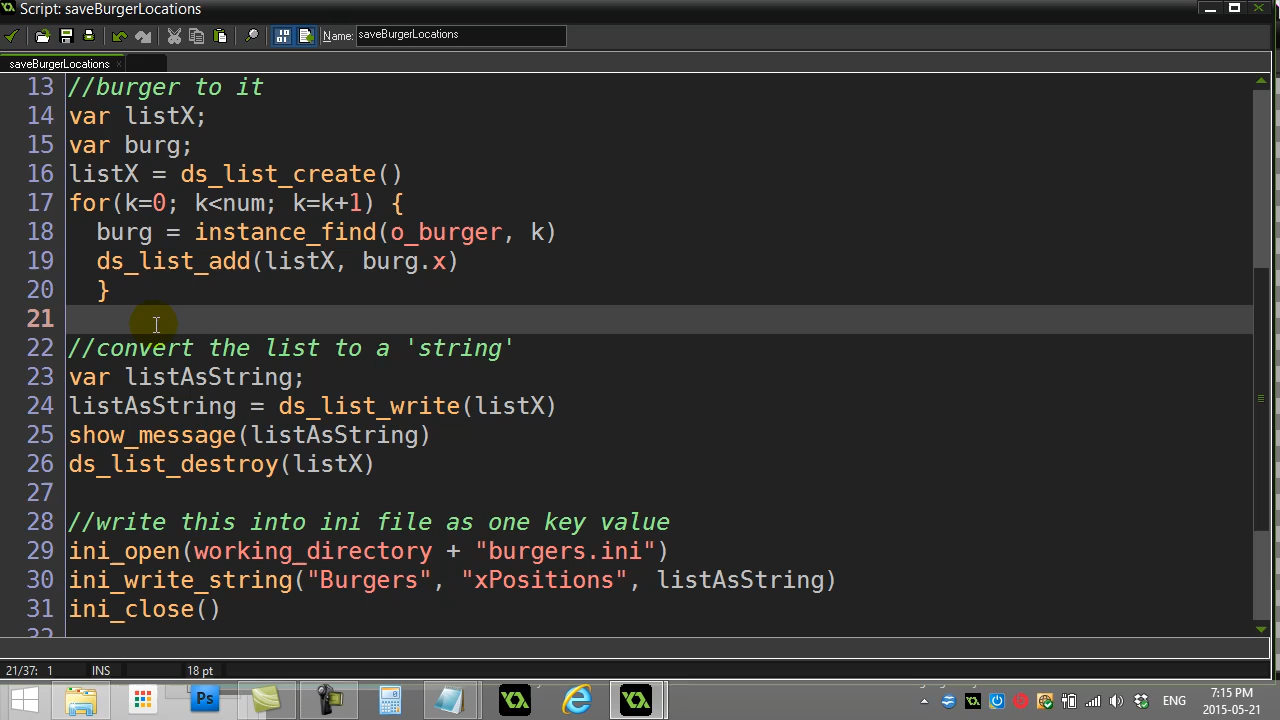 Script: saveBurgerLocations
Name: saveBurgerLocations
saveBurgerLocations
13 //burger to it
14 var listX;
15 var burg;
16 listX = ds_list_create()
17 for(k=0; k<num; k=k+1) {
18 burg = instance_find(o_burger, k)
19 ds_list_add(listX, burg.x)
20 }
21
22 //convert the list to a 'string'
23 var listAsString;
24 listAsString = ds_list_write(listX)
25 show_message(listAsString)
26 ds_list_destroy(listX)
27
28 //write this into ini file as one key value
29 ini_open(working_directory + "burgers.ini")
30 ini_write_string("Burgers", "xPositions", listAsString)
31 ini_close()
32
21/37: 1 INS 18 pt
Ps ENG 7:15 PM
2015-05-21